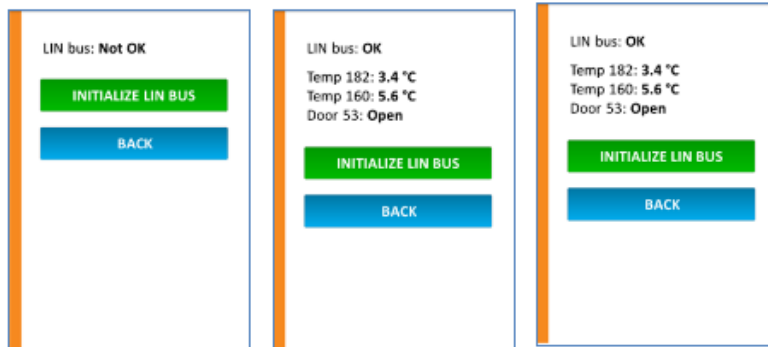 LIN bus: Not OK
INITIALIZE LIN BUS
BACK
LIN bus: OK
Temp 182: 3.4 °C
Temp 160: 5.6 °C
Door 53: Open
INITIALIZE LIN BUS
BACK
LIN bus: OK
Temp 182: 3.4 °C
Temp 160: 5.6 °C
Door 53: Open
INITIALIZE LIN BUS
BACK